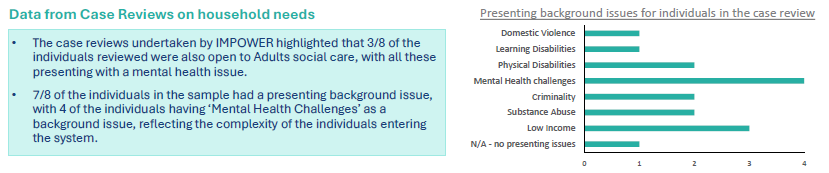 Data from Case Reviews on household needs
• The case reviews undertaken by IMPOWER highlighted that 3/8 of the
individuals reviewed were also open to Adults social care, with all these
presenting with a mental health issue.
• 7/8 of the individuals in the sample had a presenting background issue,
with 4 of the individuals having ‘Mental Health Challenges’ as a
background issue, reflecting the complexity of the individuals entering
the system.
Presenting background issues for individuals in the case review
Domestic Violence
Learning Disabilities
Physical Disabilities
Mental Health challenges
Criminality
Substance Abuse
Low Income
N/A - no presenting issues
0 1 2 3 4